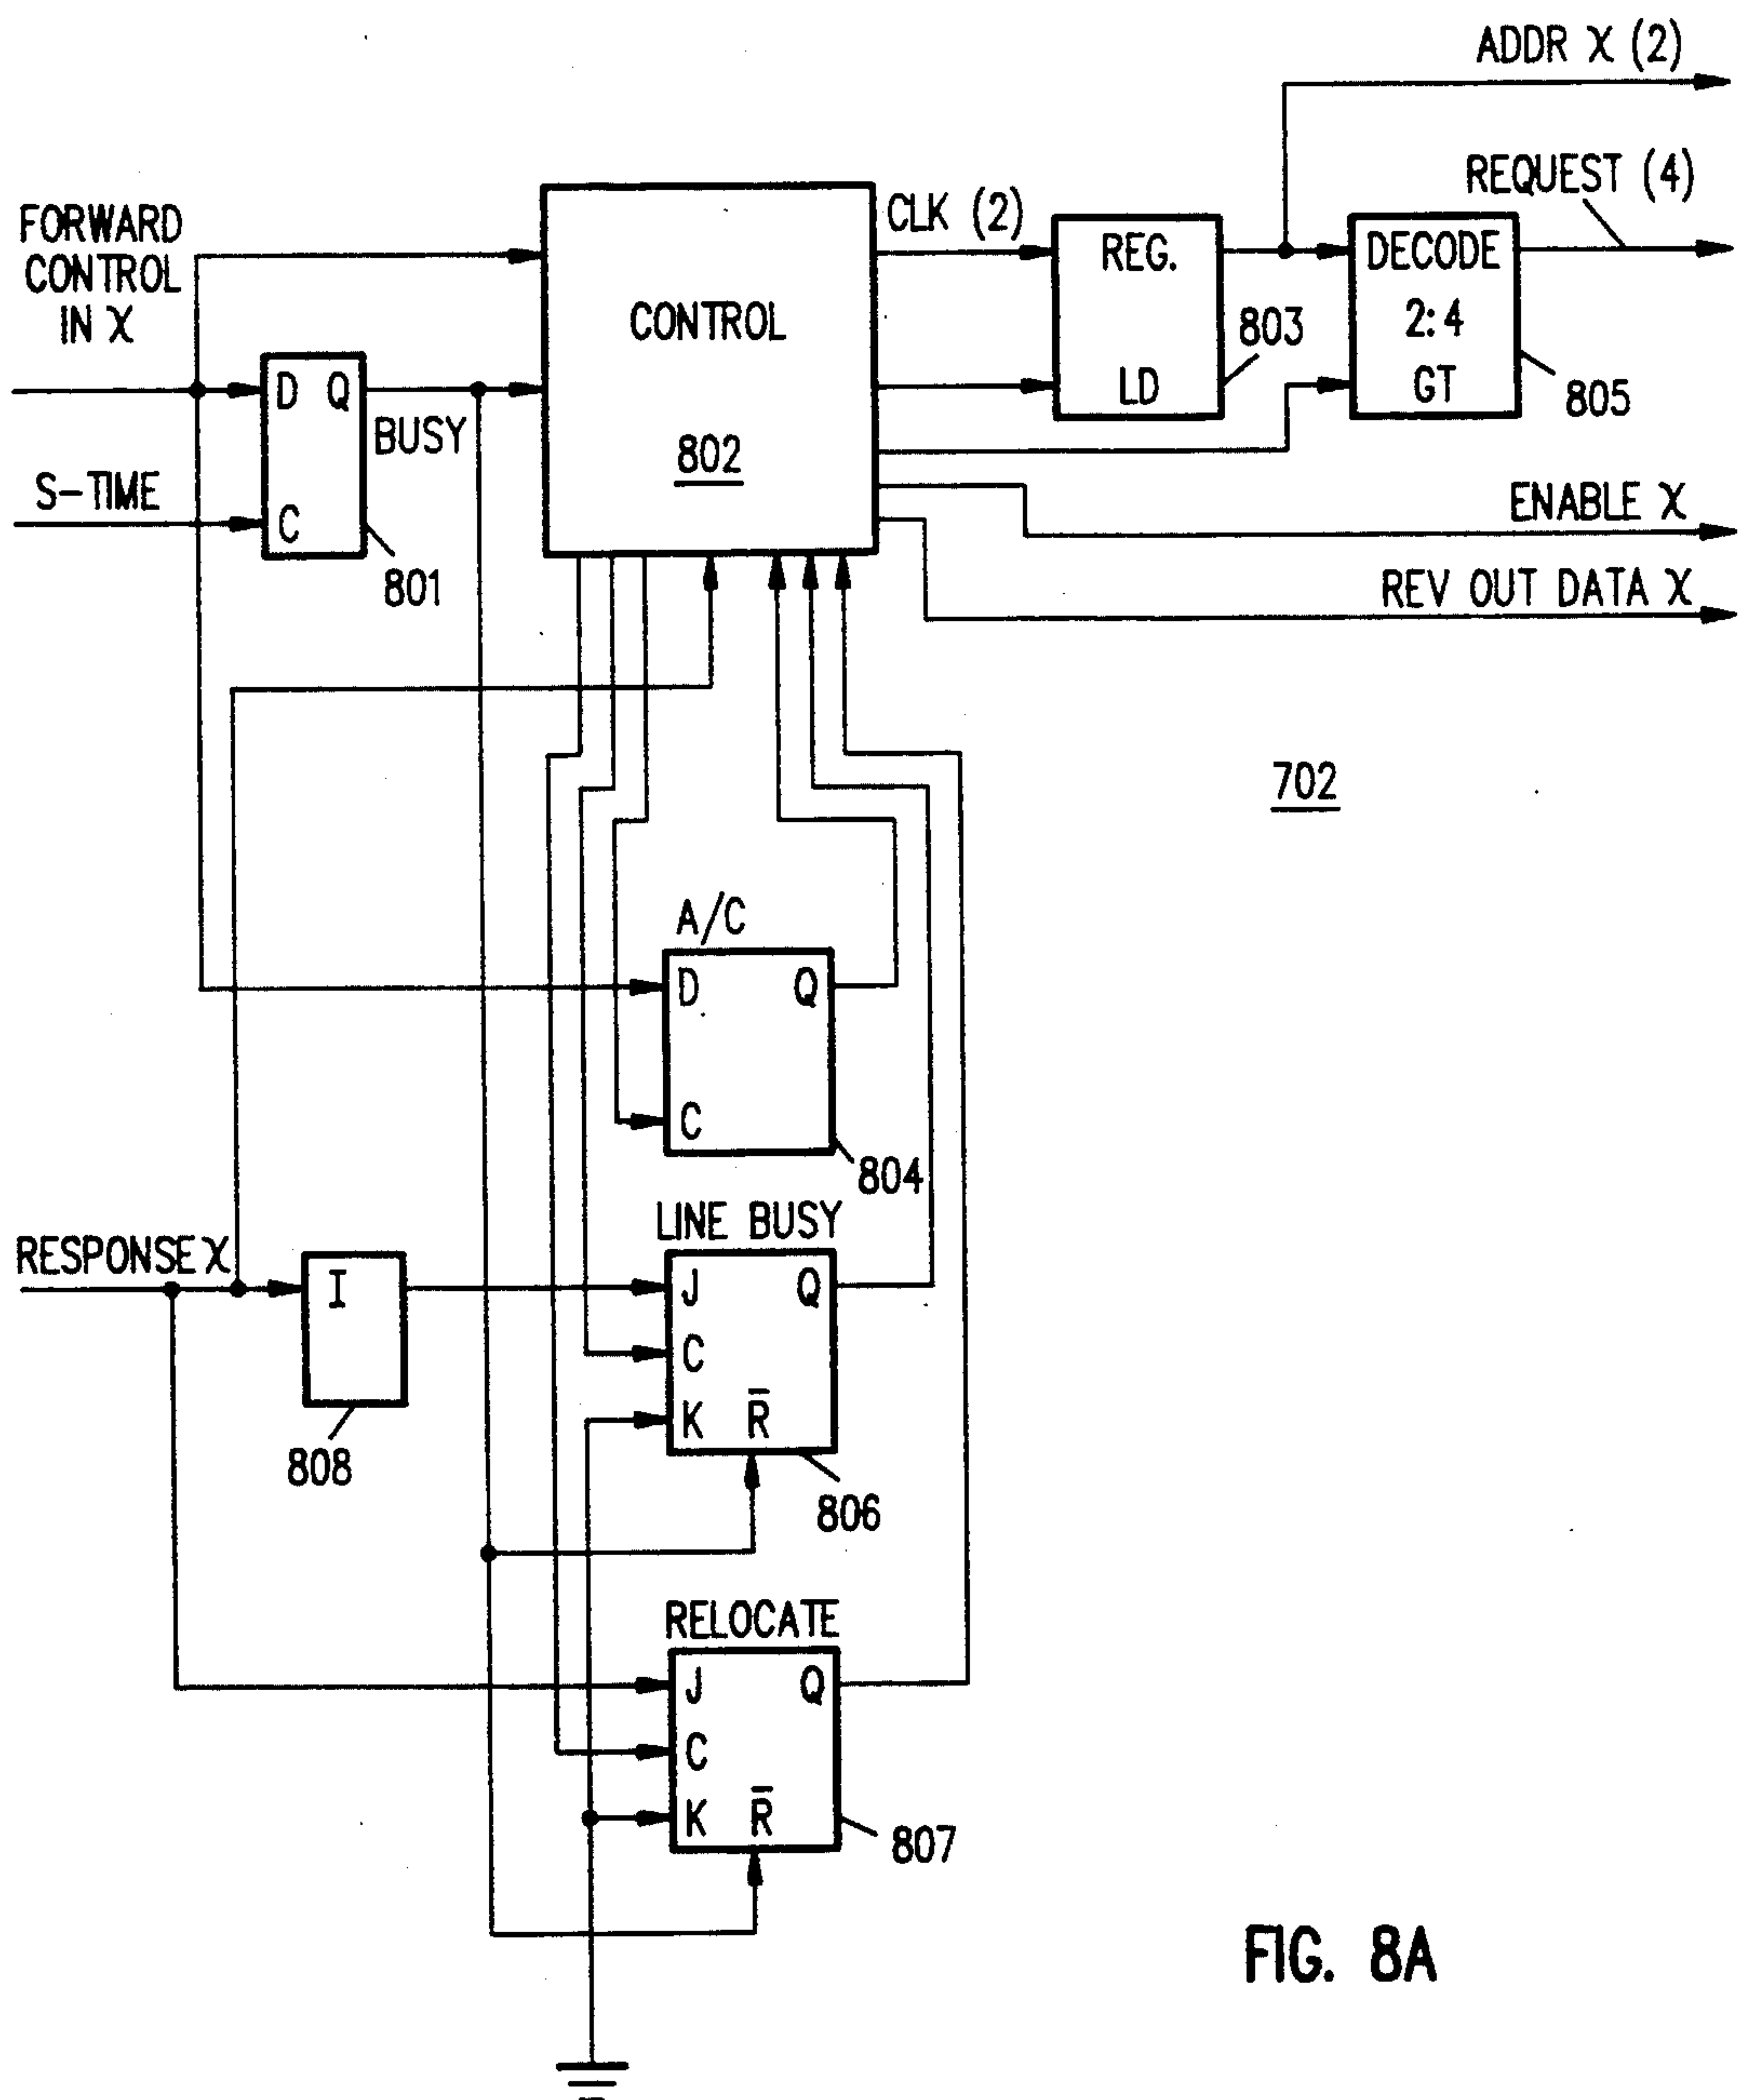 ADDR X (2)
REQUEST (4)
FORWARD
CONTROL
IN X
CLK (2)
REG.
LD
803
DECODE
2:4
GT
805
CONTROL
802
D Q
C
BUSY
801
S-TIME
ENABLE X
REV OUT DATA X
702
A/C
D Q
C
804
RESPONSE X
I
808
LINE BUSY
J Q
C
K R̄
806
RELOCATE
J Q
C
K R̄
807
FIG. 8A